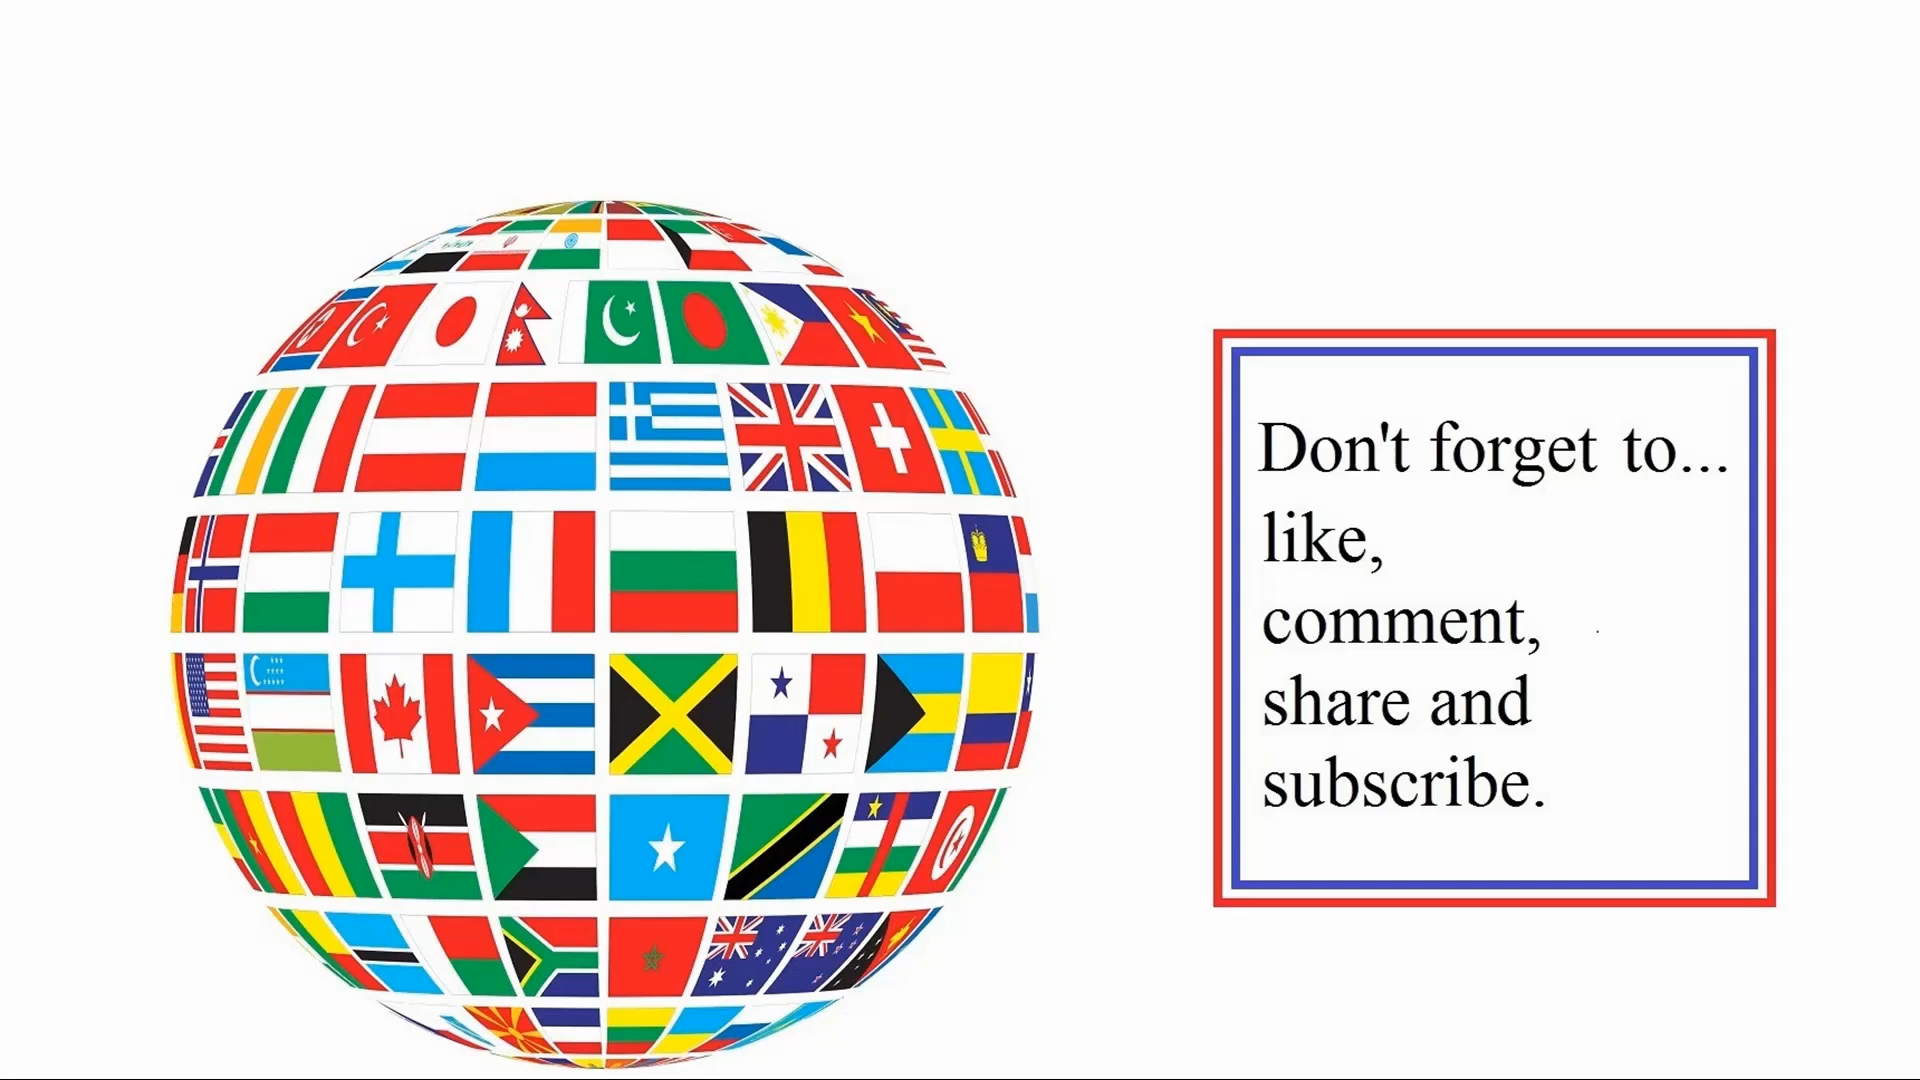 Don't forget to...
like,
comment,
share and
subscribe.